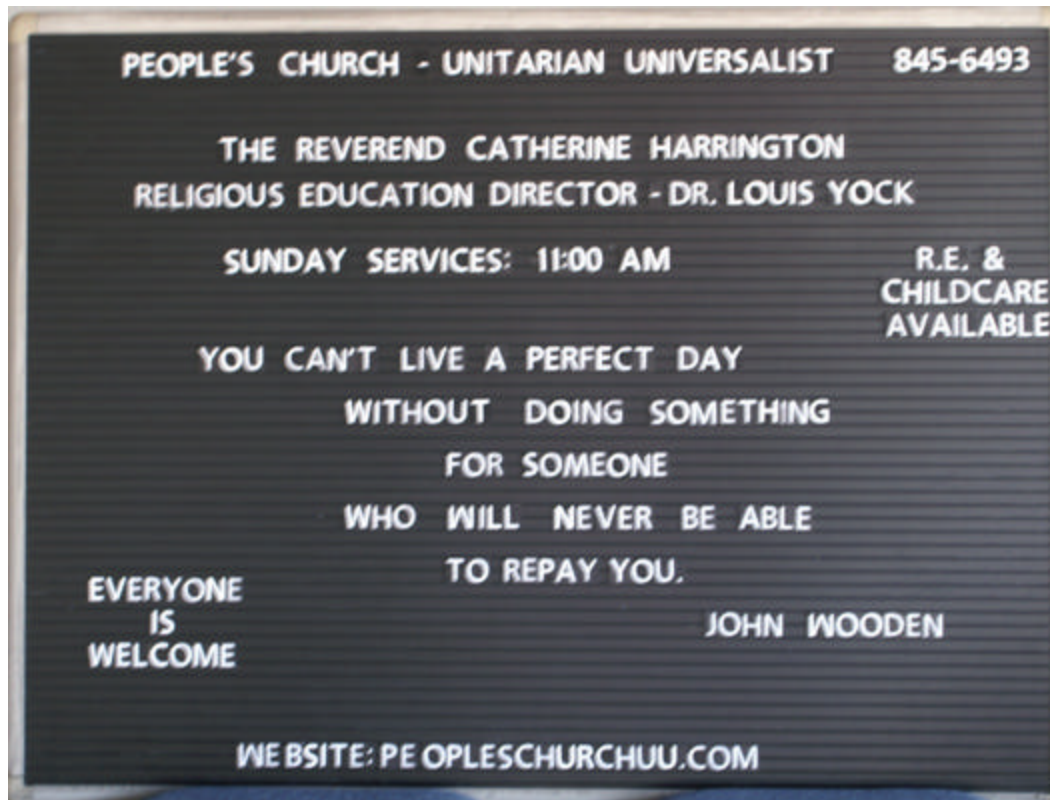 PEOPLE'S CHURCH - UNITARIAN UNIVERSALIST 845-6493
THE REVEREND CATHERINE HARRINGTON
RELIGIOUS EDUCATION DIRECTOR - DR. LOUIS YOCK
SUNDAY SERVICES: 11:00 AM
R.E. &
CHILDCARE
AVAILABLE
YOU CAN'T LIVE A PERFECT DAY
WITHOUT DOING SOMETHING
FOR SOMEONE
WHO WILL NEVER BE ABLE
TO REPAY YOU.
JOHN WOODEN
EVERYONE
IS
WELCOME
WEBSITE: PEOPLESCHURCHUU.COM